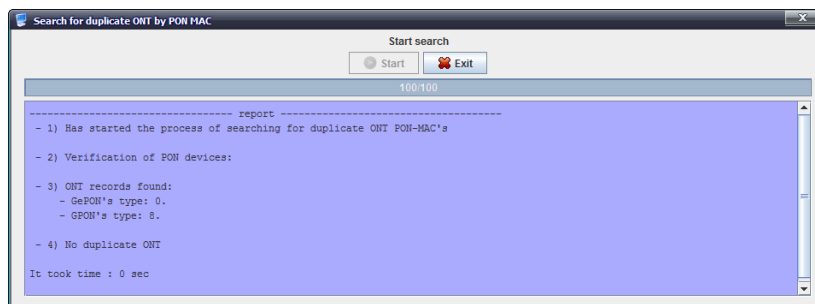 Search for duplicate ONT by PON MAC
Start search
Start Exit
100/100
---------------------------------- report -------------------------------------
- 1) Has started the process of searching for duplicate ONT PON-MAC's
- 2) Verification of PON devices:
- 3) ONT records found:
- GePON's type: 0.
- GPON's type: 8.
- 4) No duplicate ONT
It took time : 0 sec